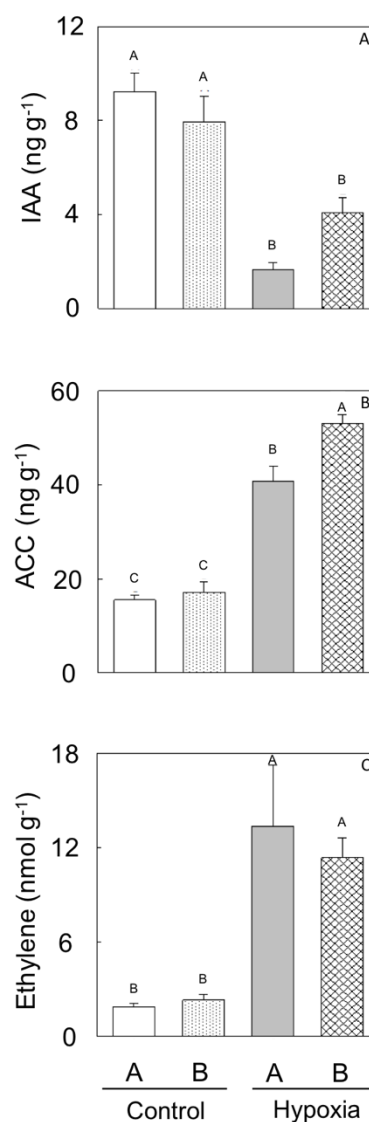 12
A
A
A
8
IAA (ng g-1)
B
4
B
0
60
B
A
B
40
ACC (ng g-1)
C
C
20
0
18
C
A
A
12
Ethylene (nmol g-1)
6
B
B
0
A B A B
Control Hypoxia